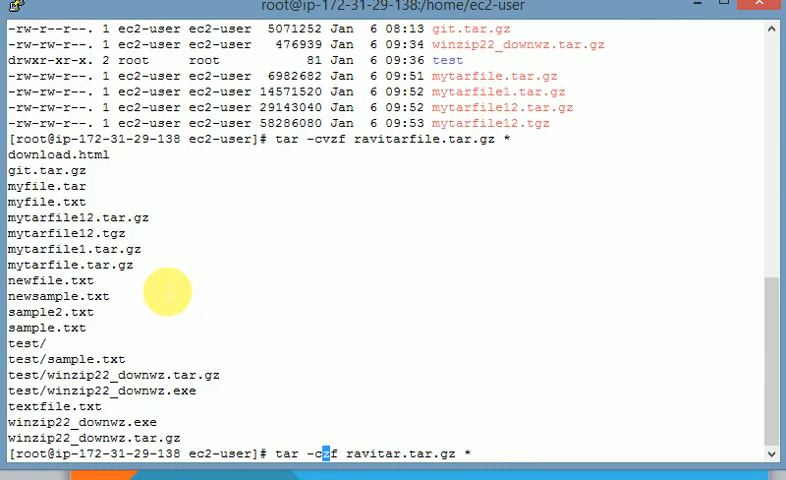 root@ip-172-31-29-138:/home/ec2-user
-rw-r--r--. 1 ec2-user ec2-user  5071252 Jan  6 08:13 git.tar.gz
-rw-rw-r--. 1 ec2-user ec2-user   476939 Jan  6 09:34 winzip22_downwz.tar.gz
drwxr-xr-x. 2 root     root           81 Jan  6 09:36 test
-rw-rw-r--. 1 ec2-user ec2-user  6982682 Jan  6 09:51 mytarfile.tar.gz
-rw-rw-r--. 1 ec2-user ec2-user 14571520 Jan  6 09:52 mytarfile1.tar.gz
-rw-rw-r--. 1 ec2-user ec2-user 29143040 Jan  6 09:52 mytarfile12.tar.gz
-rw-rw-r--. 1 ec2-user ec2-user 58286080 Jan  6 09:53 mytarfile12.tgz
[root@ip-172-31-29-138 ec2-user]# tar -cvzf ravitarfile.tar.gz *
download.html
git.tar.gz
myfile.tar
myfile.txt
mytarfile12.tar.gz
mytarfile12.tgz
mytarfile1.tar.gz
mytarfile.tar.gz
newfile.txt
newsample.txt
sample2.txt
sample.txt
test/
test/sample.txt
test/winzip22_downwz.tar.gz
test/winzip22_downwz.exe
textfile.txt
winzip22_downwz.exe
winzip22_downwz.tar.gz
[root@ip-172-31-29-138 ec2-user]# tar -czf ravitar.tar.gz *